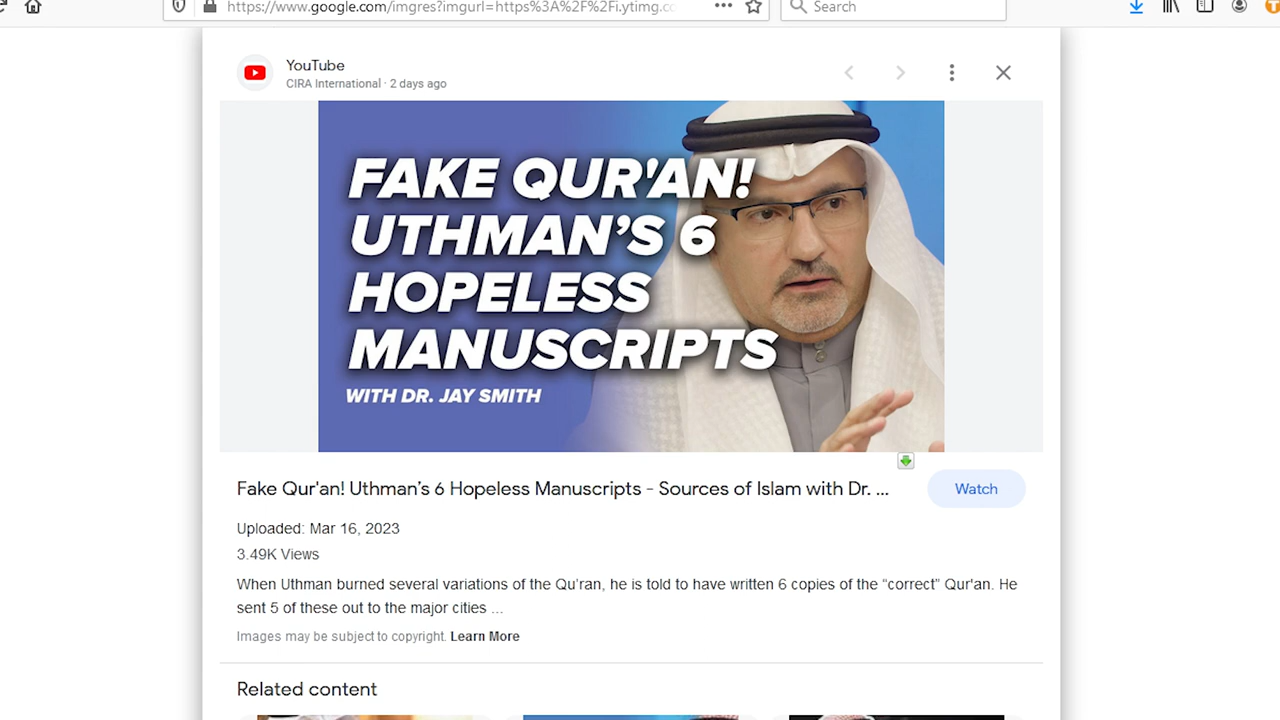 https://www.google.com/imgres?imgurl=https%3A%2F%2Fi.ytimg.co
Search
YouTube
CIRA International · 2 days ago
FAKE QUR'AN!
UTHMAN’S 6
HOPELESS
MANUSCRIPTS
WITH DR. JAY SMITH
Fake Qur'an! Uthman’s 6 Hopeless Manuscripts - Sources of Islam with Dr. ...
Watch
Uploaded: Mar 16, 2023
3.49K Views
When Uthman burned several variations of the Qu’ran, he is told to have written 6 copies of the “correct” Qur'an. He
sent 5 of these out to the major cities ...
Images may be subject to copyright. Learn More
Related content